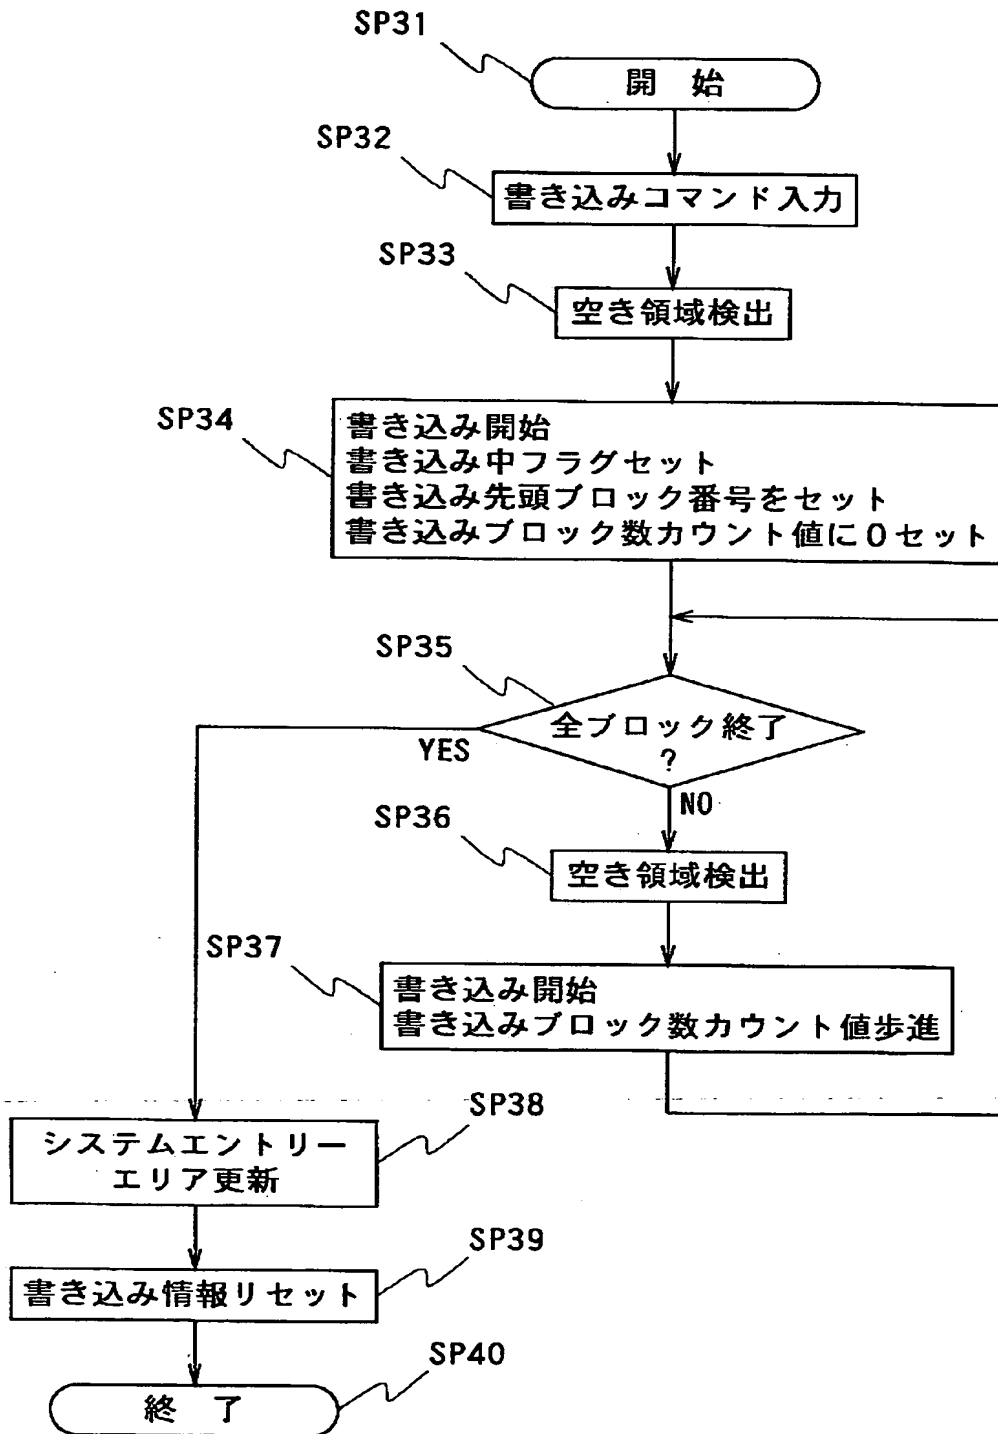 SP31
開 始
SP32
書き込みコマンド入力
SP33
空き領域検出
SP34
書き込み開始
書き込み中フラグセット
書き込み先頭ブロック番号をセット
書き込みブロック数カウント値に0セット
SP35
全ブロック終了
?
YES
NO
SP36
空き領域検出
SP37
書き込み開始
書き込みブロック数カウント値歩進
SP38
システムエントリー
エリア更新
SP39
書き込み情報リセット
SP40
終 了